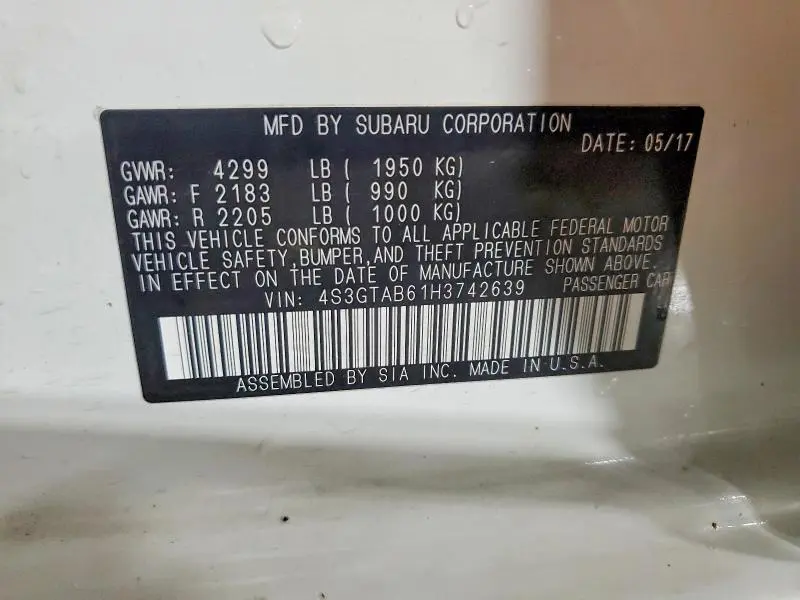 MFD BY SUBARU CORPORATION
DATE: 05/17
GVWR: 4299 LB ( 1950 KG)
GAWR: F 2183 LB ( 990 KG)
GAWR: R 2205 LB ( 1000 KG)
THIS VEHICLE CONFORMS TO ALL APPLICABLE FEDERAL MOTOR
VEHICLE SAFETY,BUMPER,AND THEFT PREVENTION STANDARDS
IN EFFECT ON THE DATE OF MANUFACTURE SHOWN ABOVE.
VIN: 4S3GTAB61H3742639 PASSENGER CAR
ASSEMBLED BY SIA INC. MADE IN U.S.A.